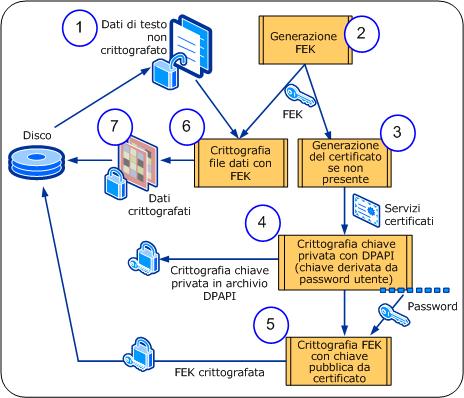 1
Dati di testo
non
crittografato
Generazione
FEK
2
FEK
Disco
7
6
3
Crittografia
file dati con
FEK
Generazione
del certificato
se non
presente
Dati
crittografati
Servizi
certificati
4
Crittografia chiave
privata con DPAPI
(chiave derivata da
password utente)
Crittografia chiave
privata in archivio
DPAPI
Password
5
Crittografia FEK
con chiave
pubblica da
certificato
FEK crittografata